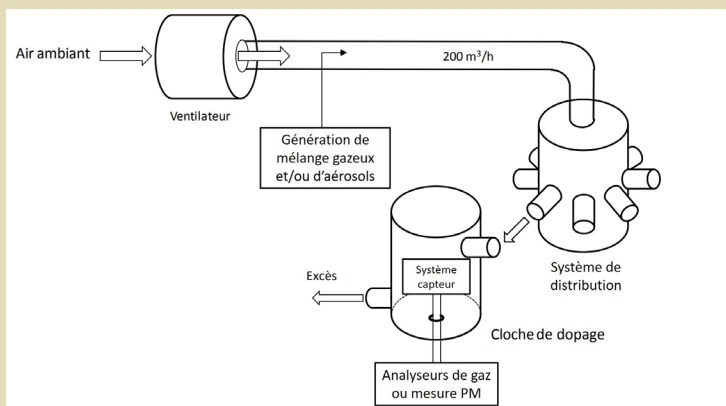 Air ambiant
200 m³/h
Ventilateur
Génération de
mélange gazeux
et/ou d'aérosols
Système de
distribution
Système
capteur
Excès
Cloche de dopage
Analyseurs de gaz
ou mesure PM